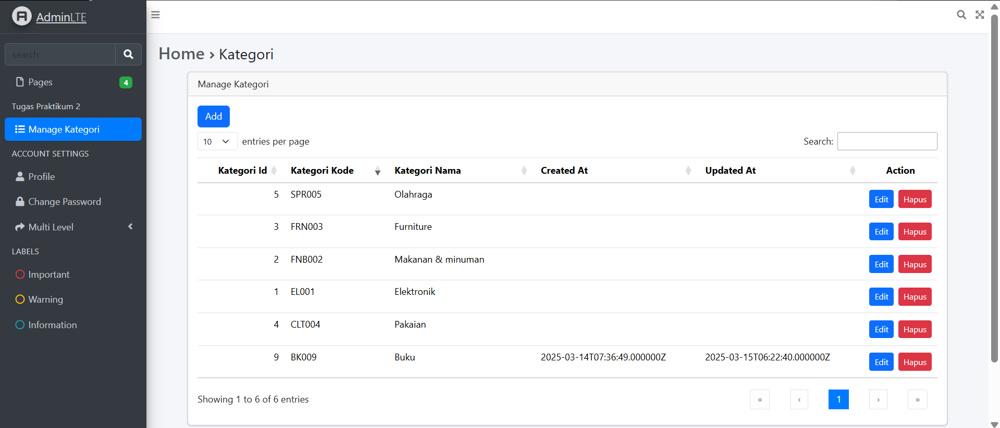 AdminLTE
search
Pages 4
Tugas Praktikum 2
Manage Kategori
ACCOUNT SETTINGS
Profile
Change Password
Multi Level
LABELS
Important
Warning
Information
Home › Kategori
Manage Kategori
Add
10 entries per page Search:
Kategori Id Kategori Kode Kategori Nama Created At Updated At Action
5 SPR005 Olahraga Edit Hapus
3 FRN003 Furniture Edit Hapus
2 FNB002 Makanan & minuman Edit Hapus
1 EL001 Elektronik Edit Hapus
4 CLT004 Pakaian Edit Hapus
9 BK009 Buku 2025-03-14T07:36:49.000000Z 2025-03-15T06:22:40.000000Z Edit Hapus
Showing 1 to 6 of 6 entries « ‹ 1 › »